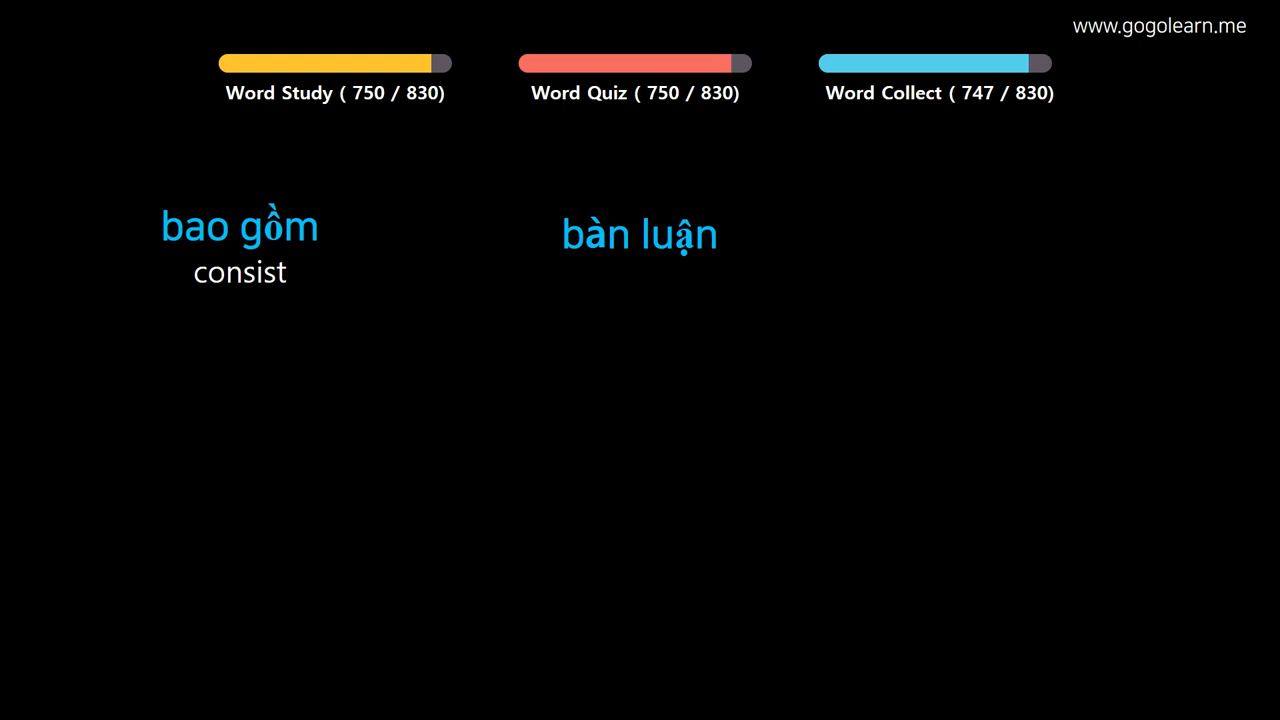 www.gogolearn.me
Word Study ( 750 / 830)
Word Quiz ( 750 / 830)
Word Collect ( 747 / 830)
bao gồm
consist
bàn luận